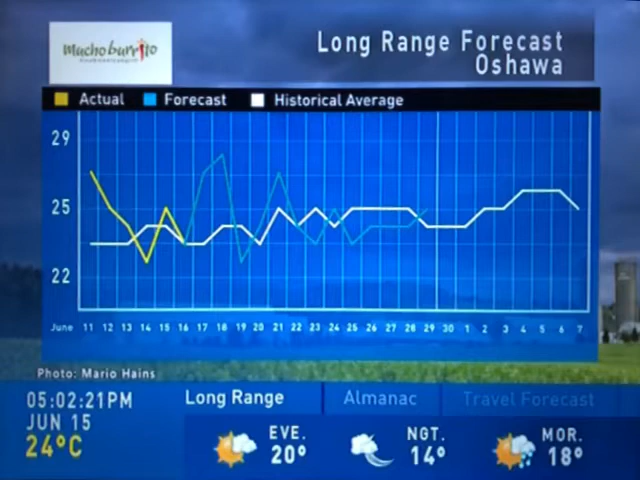 Mucho burrito
Long Range Forecast
Oshawa
Actual Forecast Historical Average
29
25
22
June 11 12 13 14 15 16 17 18 19 20 21 22 23 24 25 26 27 28 29 30 1 2 3 4 5 6 7
Photo: Mario Hains
05:02:21PM
JUN 15
24°C
Long Range Almanac Travel Forecast
EVE.
20°
NGT.
14°
MOR.
18°